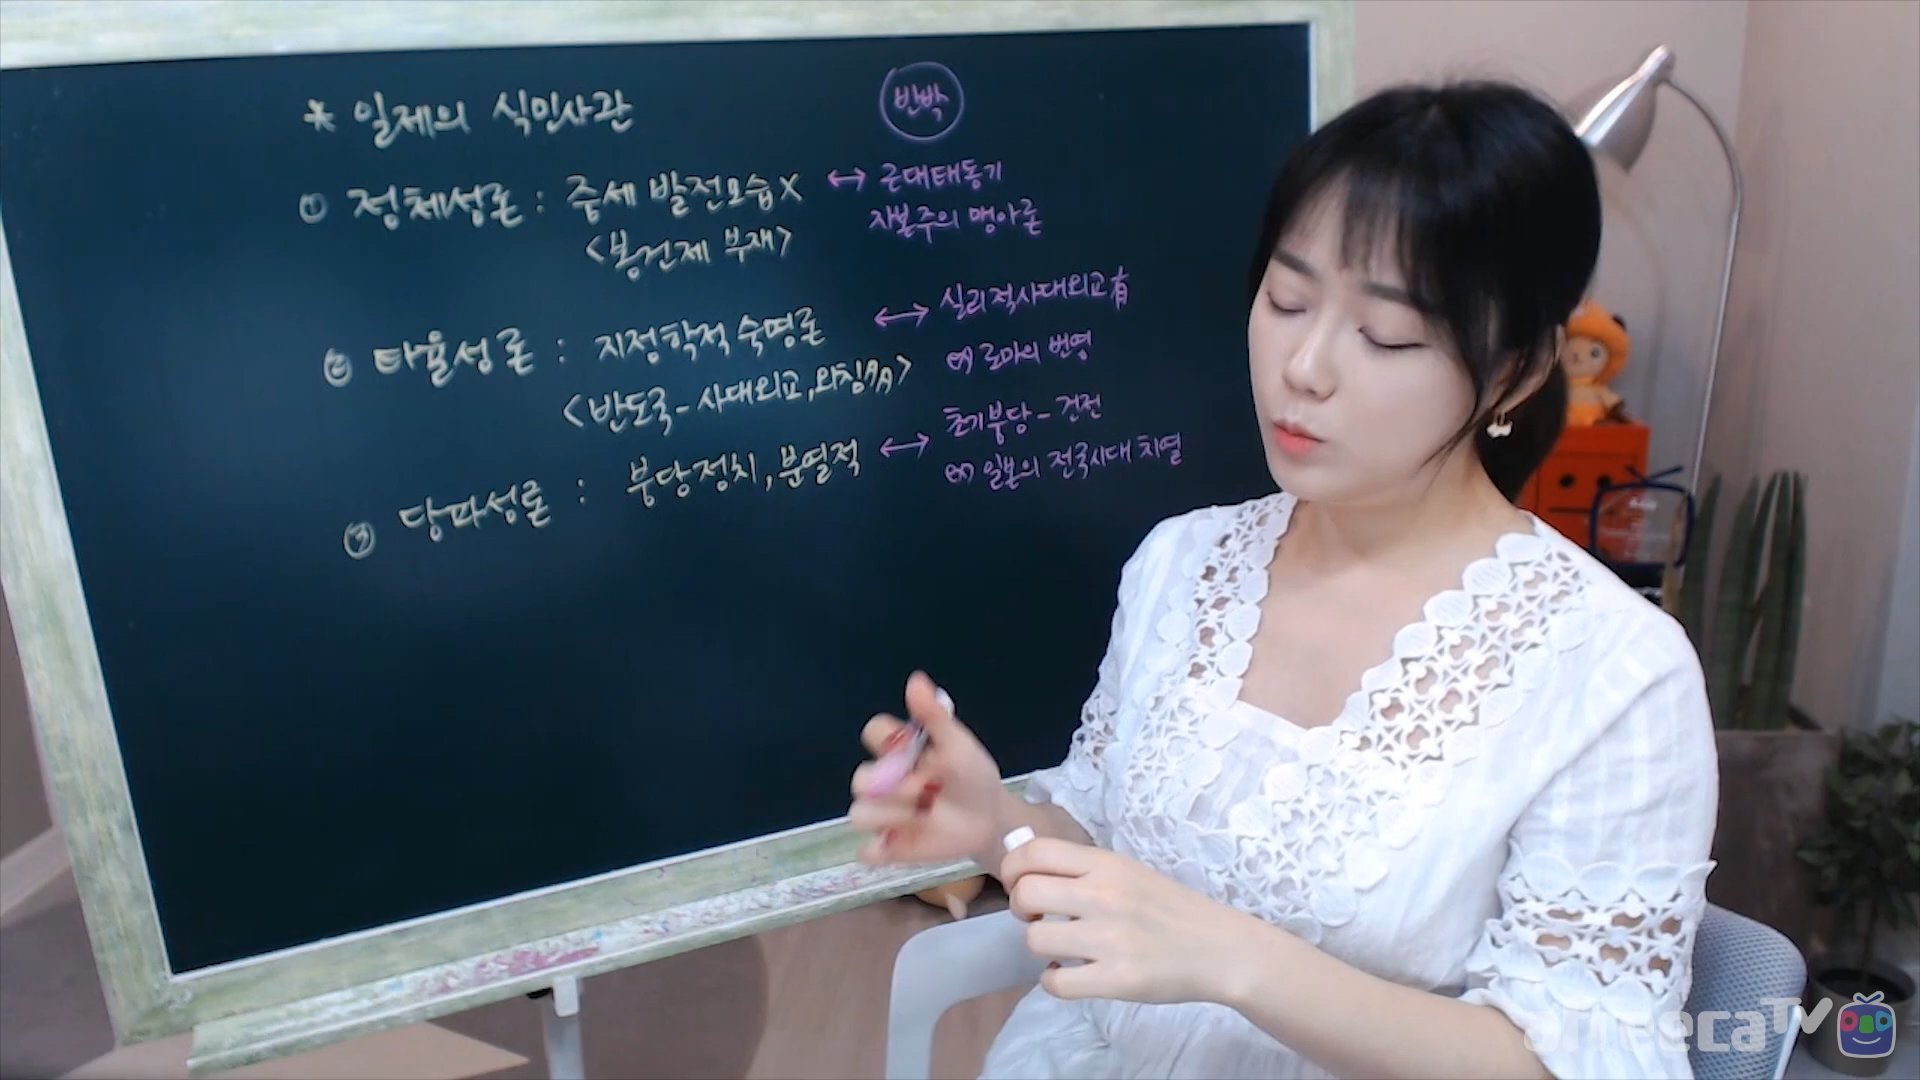 * 일제의 식민사관
반박
① 정체성론 : 중세 발전모습 X ↔ 근대태동기
<봉건제 부재> 자본주의 맹아론
② 타율성론 : 지정학적 숙명론 ↔ 실리적사대외교 有
<반도국 - 사대외교, 외침> ex) 로마의 번영
③ 당파성론 : 붕당정치, 분열적 ↔ 초기붕당 - 건전
ex) 일본의 전국시대 치열
TV